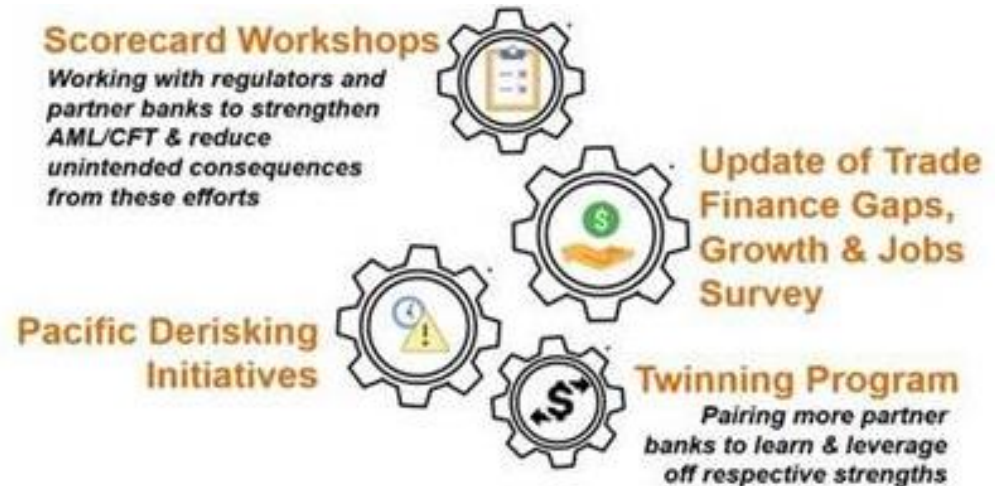 Scorecard Workshops
Working with regulators and
partner banks to strengthen
AML/CFT & reduce
unintended consequences
from these efforts
Update of Trade
Finance Gaps,
Growth & Jobs
Survey
Pacific Derisking
Initiatives
Twinning Program
Pairing more partner
banks to learn & leverage
off respective strengths